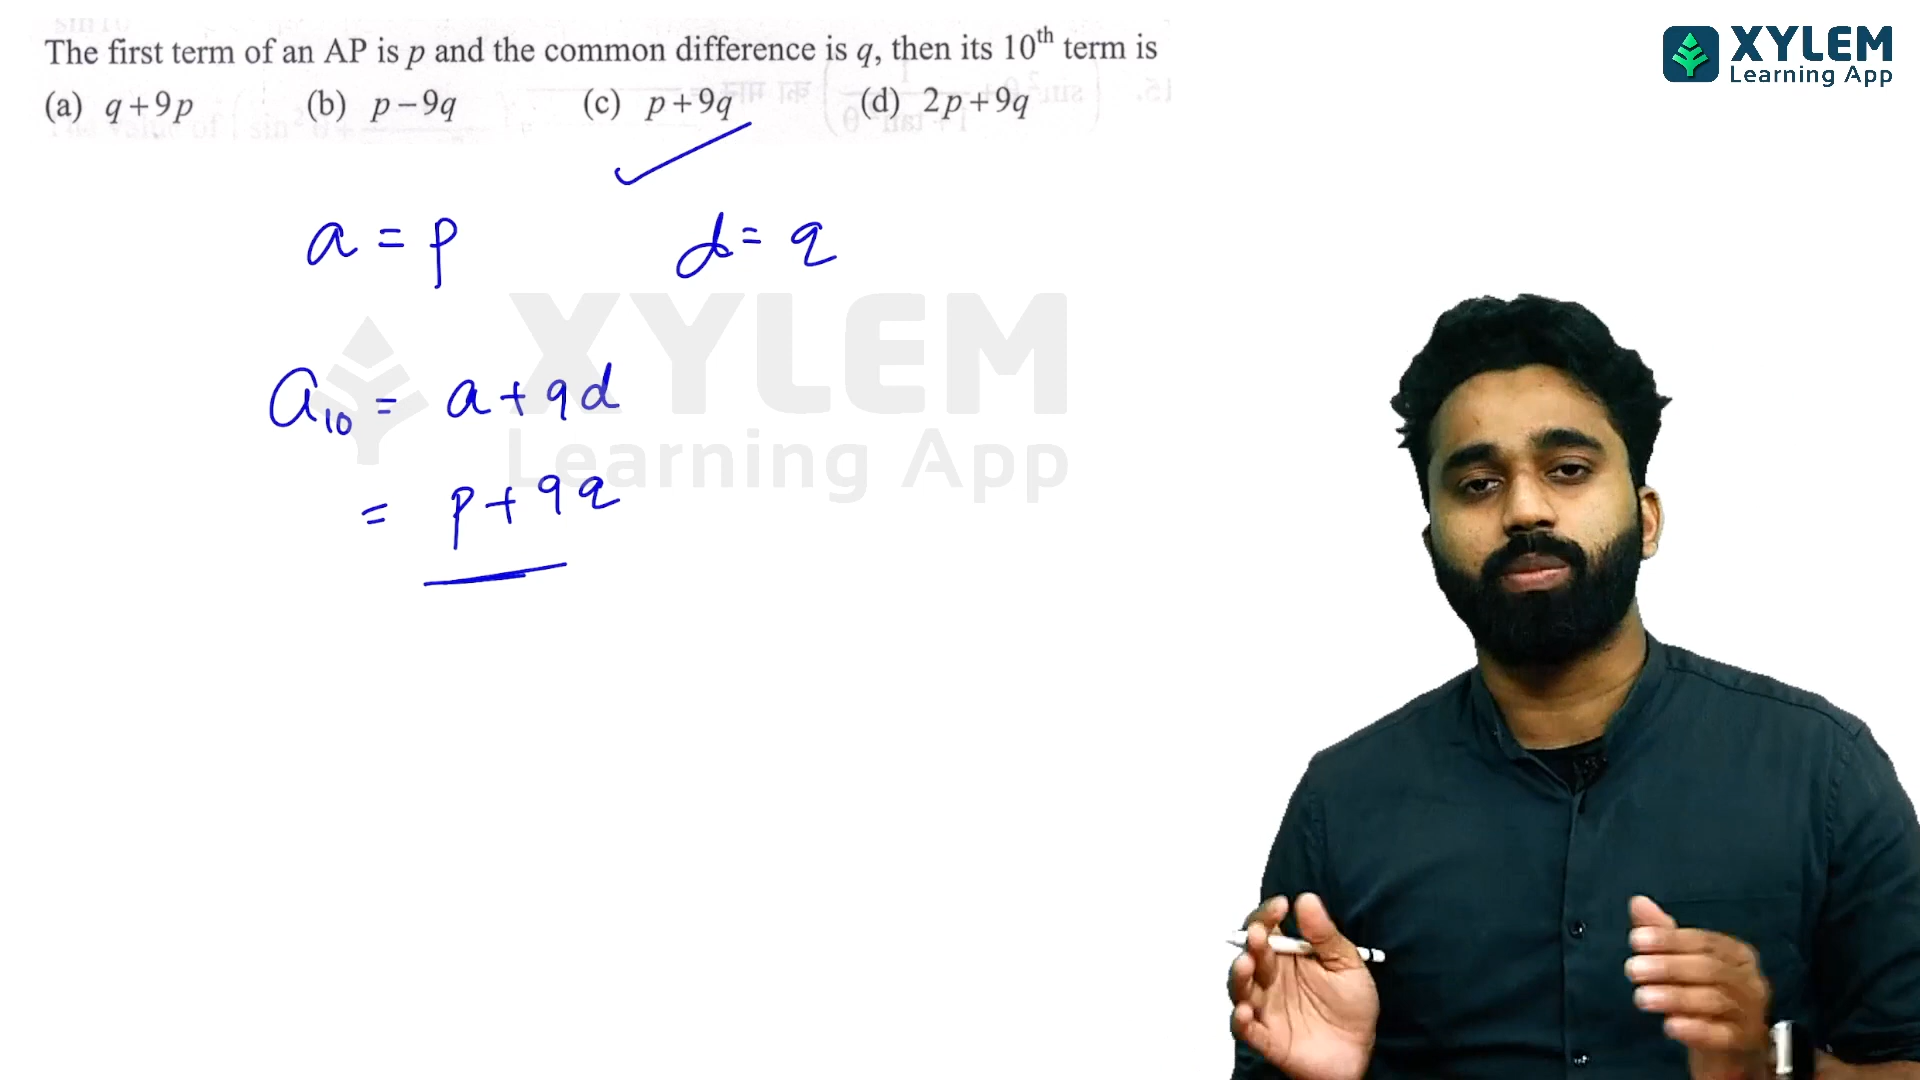 The first term of an AP is p and the common difference is q, then its 10th term is
(a) q+9p (b) p−9q (c) p+9q (d) 2p+9q
XYLEM
Learning App
a = p d = q
XYLEM
Learning App
a10 = a+9d
= p+9q